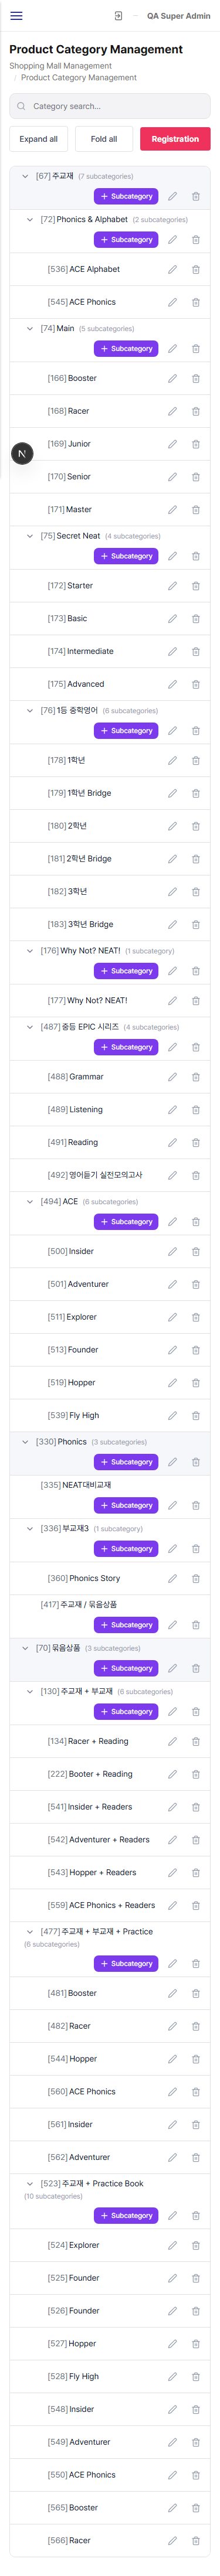 QA Super Admin
Product Category Management
Shopping Mall Management
/ Product Category Management
Category search...
Expand all
Fold all
Registration
[67] 주교재 (7 subcategories)
+ Subcategory
[72] Phonics & Alphabet (2 subcategories)
+ Subcategory
[536] ACE Alphabet
[545] ACE Phonics
[74] Main (5 subcategories)
+ Subcategory
[166] Booster
[168] Racer
[169] Junior
N
[170] Senior
[171] Master
[75] Secret Neat (4 subcategories)
+ Subcategory
[172] Starter
[173] Basic
[174] Intermediate
[175] Advanced
[76] 1등 중학영어 (6 subcategories)
+ Subcategory
[178] 1학년
[179] 1학년 Bridge
[180] 2학년
[181] 2학년 Bridge
[182] 3학년
[183] 3학년 Bridge
[176] Why Not? NEAT! (1 subcategory)
+ Subcategory
[177] Why Not? NEAT!
[487] 중등 EPIC 시리즈 (4 subcategories)
+ Subcategory
[488] Grammar
[489] Listening
[491] Reading
[492] 영어듣기 실전모의고사
[494] ACE (6 subcategories)
+ Subcategory
[500] Insider
[501] Adventurer
[511] Explorer
[513] Founder
[519] Hopper
[539] Fly High
[330] Phonics (3 subcategories)
+ Subcategory
[335] NEAT대비교재
+ Subcategory
[336] 부교재3 (1 subcategory)
+ Subcategory
[360] Phonics Story
[417] 주교재 / 묶음상품
+ Subcategory
[70] 묶음상품 (3 subcategories)
+ Subcategory
[130] 주교재 + 부교재 (6 subcategories)
+ Subcategory
[134] Racer + Reading
[222] Booter + Reading
[541] Insider + Readers
[542] Adventurer + Readers
[543] Hopper + Readers
[559] ACE Phonics + Readers
[477] 주교재 + 부교재 + Practice
(6 subcategories)
+ Subcategory
[481] Booster
[482] Racer
[544] Hopper
[560] ACE Phonics
[561] Insider
[562] Adventurer
[523] 주교재 + Practice Book
(10 subcategories)
+ Subcategory
[524] Explorer
[525] Founder
[526] Founder
[527] Hopper
[528] Fly High
[548] Insider
[549] Adventurer
[550] ACE Phonics
[565] Booster
[566] Racer